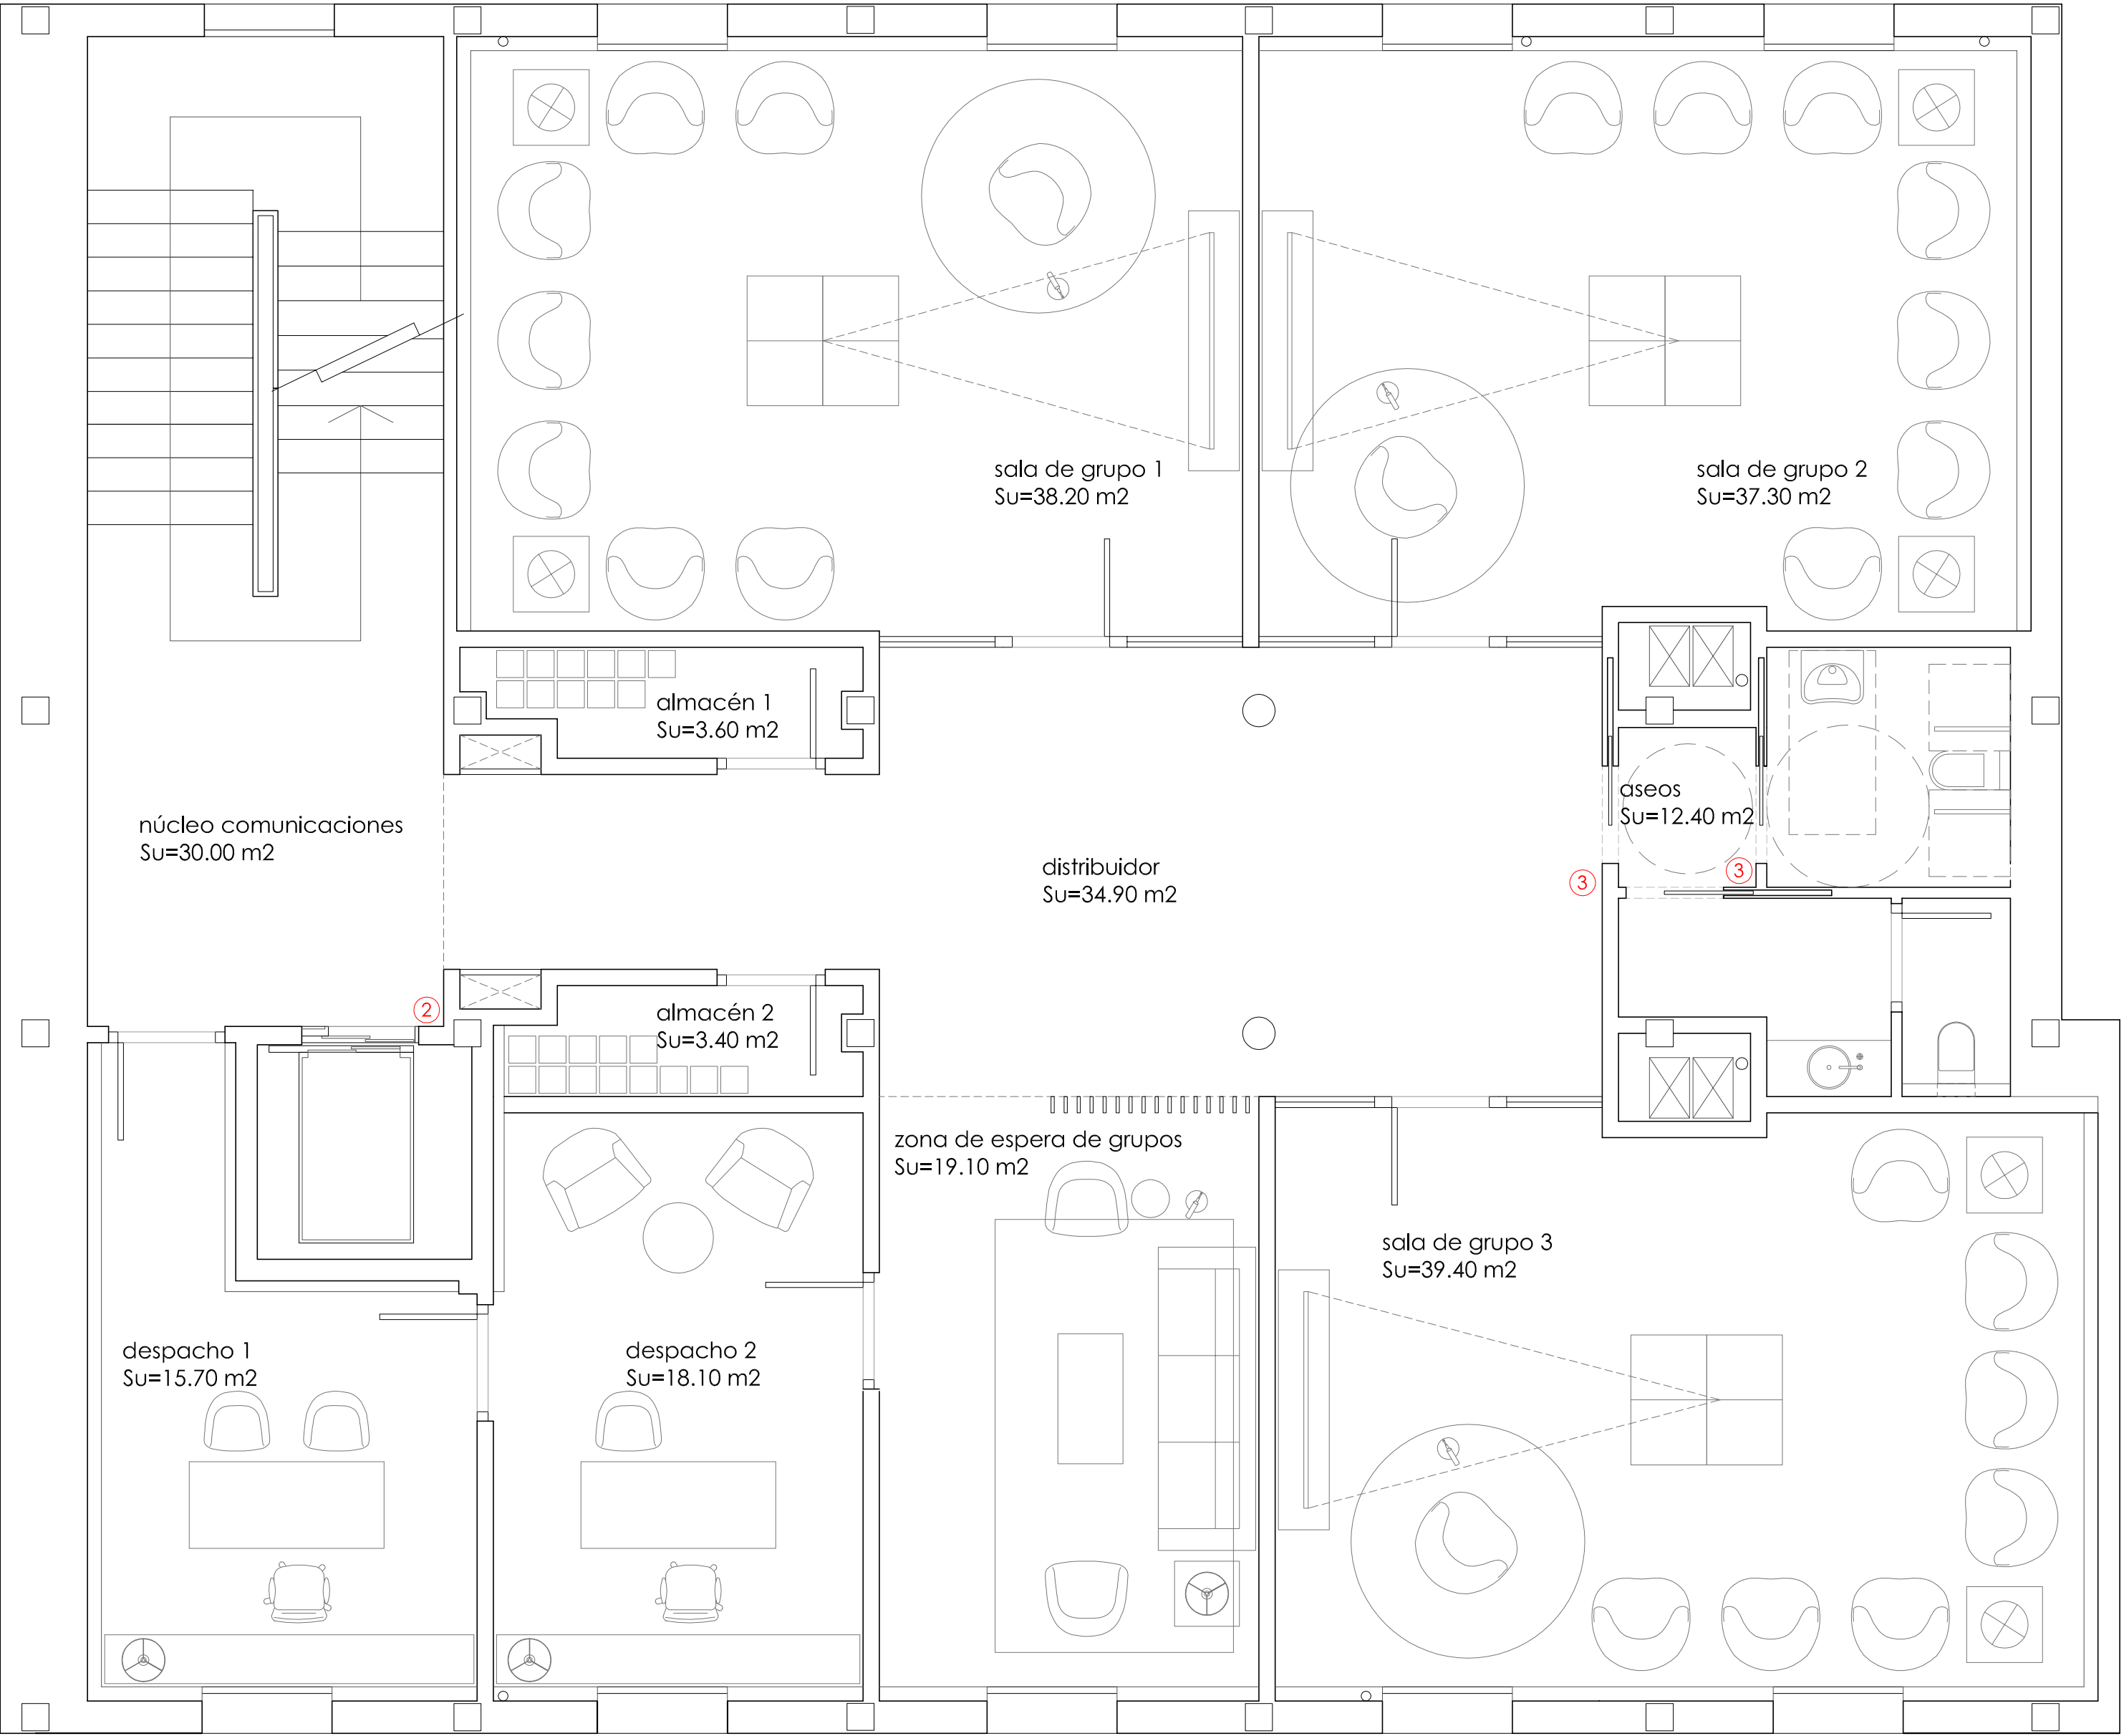 sala de grupo 1
Su=38.20 m2
sala de grupo 2
Su=37.30 m2
almacén 1
Su=3.60 m2
aseos
Su=12.40 m2
núcleo comunicaciones
Su=30.00 m2
distribuidor
Su=34.90 m2
3
3
2
almacén 2
Su=3.40 m2
zona de espera de grupos
Su=19.10 m2
sala de grupo 3
Su=39.40 m2
despacho 1
Su=15.70 m2
despacho 2
Su=18.10 m2